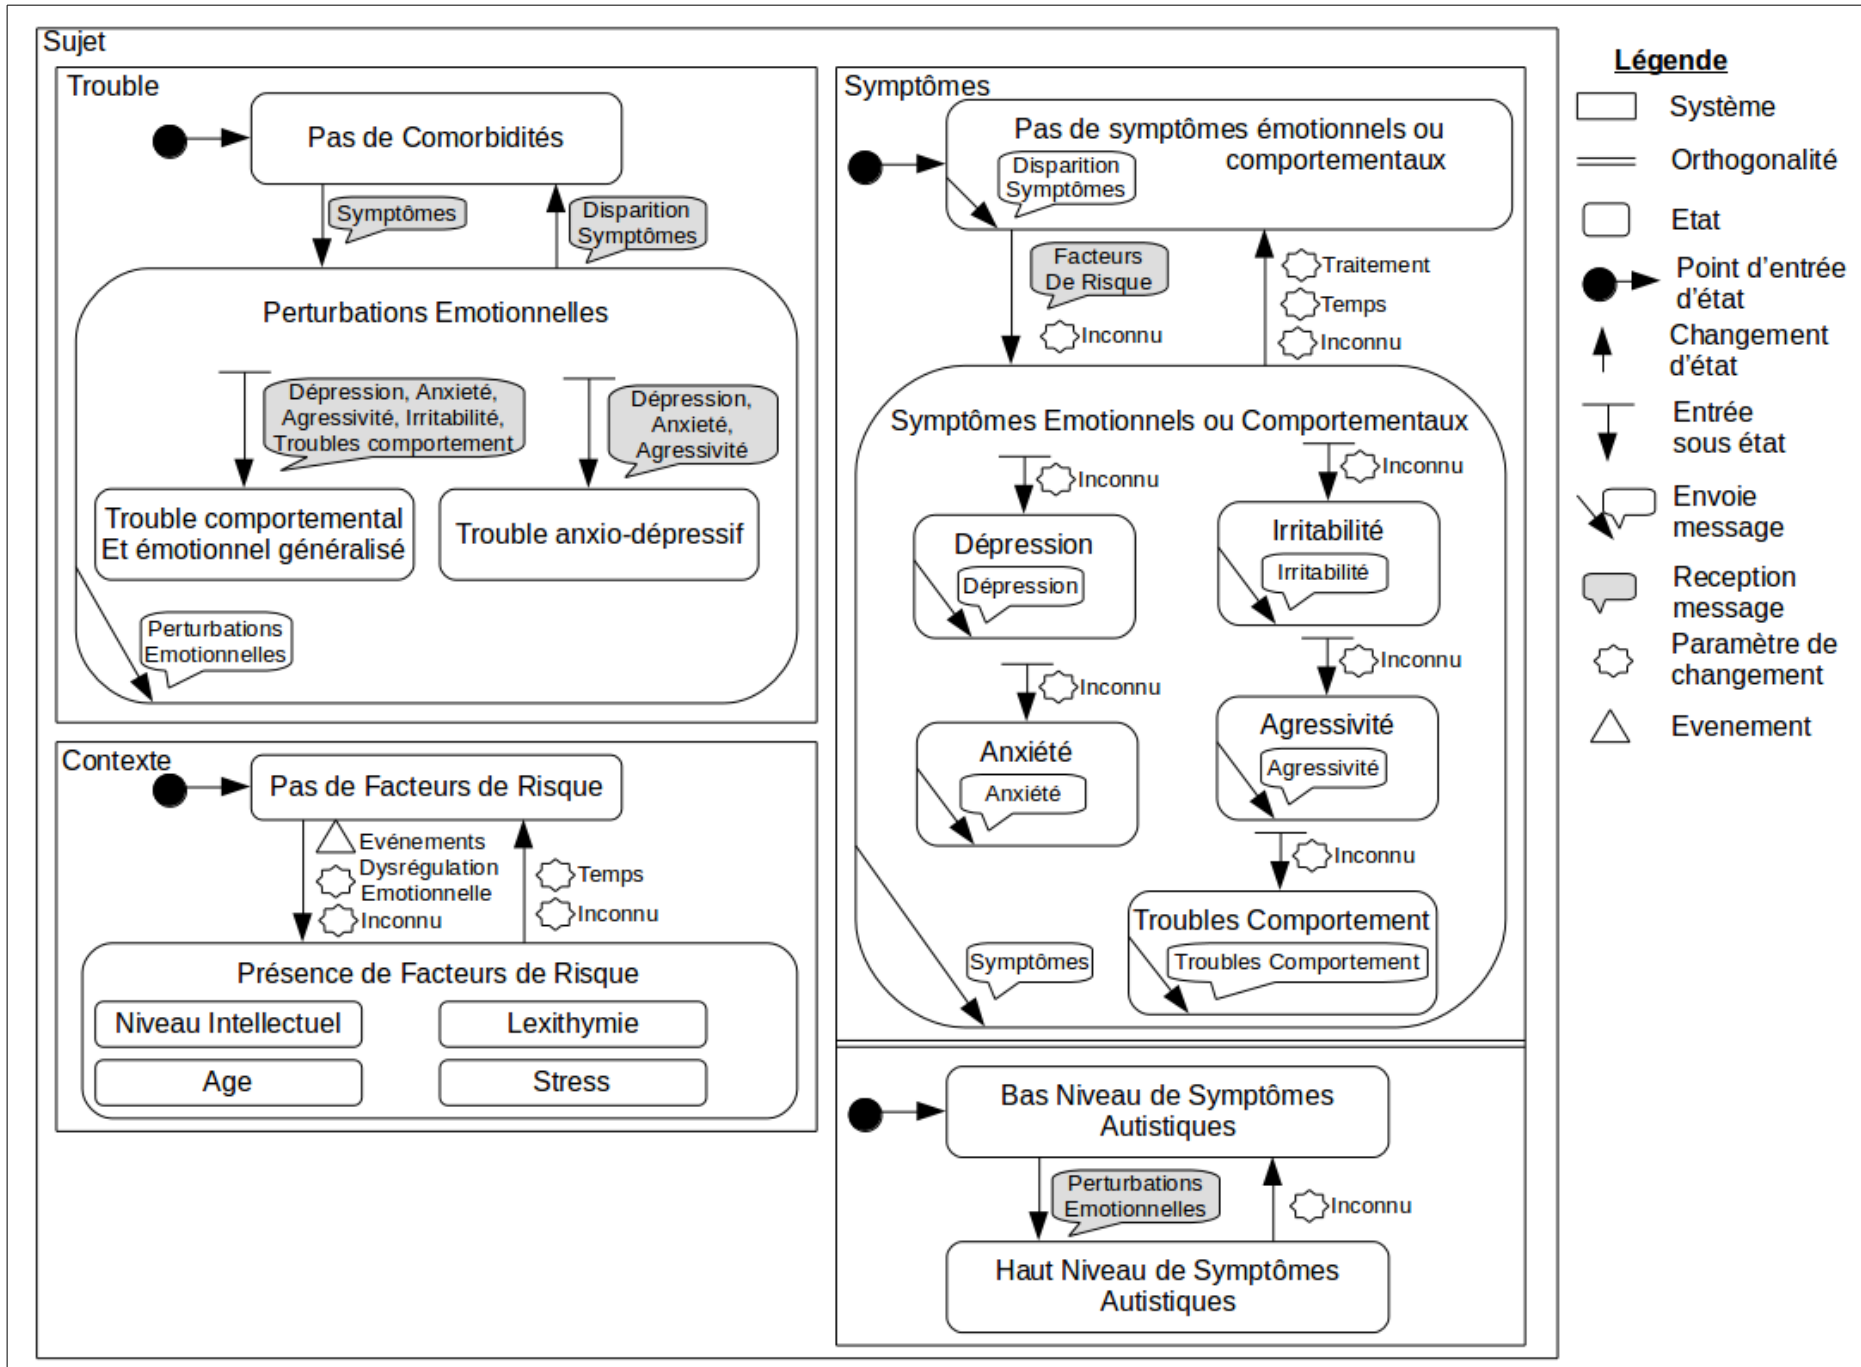 Sujet
Trouble
Pas de Comorbidités
Symptômes
Disparition
Symptômes
Perturbations Emotionnelles
Dépression, Anxieté,
Agressivité, Irritabilité,
Troubles comportement
Dépression,
Anxieté,
Agressivité
Trouble comportemental
Et émotionnel généralisé
Trouble anxio-dépressif
Perturbations
Emotionnelles
Contexte
Pas de Facteurs de Risque
Evénements
Dysrégulation
Emotionnelle
Inconnu
Temps
Inconnu
Présence de Facteurs de Risque
Niveau Intellectuel
Lexithymie
Age
Stress
Symptômes
Pas de symptômes émotionnels ou
comportementaux
Disparition
Symptômes
Facteurs
De Risque
Inconnu
Traitement
Temps
Inconnu
Symptômes Emotionnels ou Comportementaux
Inconnu
Dépression
Dépression
Inconnu
Irritabilité
Irritabilité
Inconnu
Anxiété
Anxiété
Inconnu
Agressivité
Agressivité
Inconnu
Troubles Comportement
Troubles Comportement
Symptômes
Bas Niveau de Symptômes
Autistiques
Perturbations
Emotionnelles
Inconnu
Haut Niveau de Symptômes
Autistiques
Légende
Système
Orthogonalité
Etat
Point d'entrée
d'état
Changement
d'état
Entrée
sous état
Envoie
message
Reception
message
Paramètre de
changement
Evenement